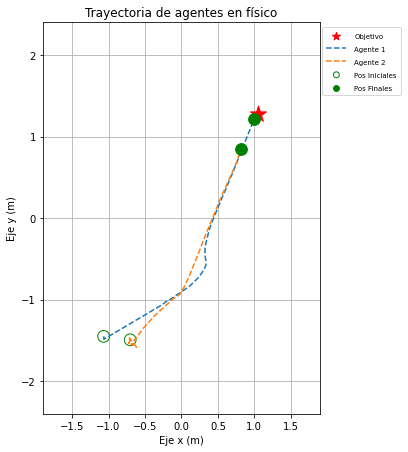 Trayectoria de agentes en físico
Objetivo
Agente 1
Agente 2
Pos Iniciales
Pos Finales
Eje y (m)
2
1
0
−1
−2
−1.5
−1.0
−0.5
0.0
0.5
1.0
1.5
Eje x (m)